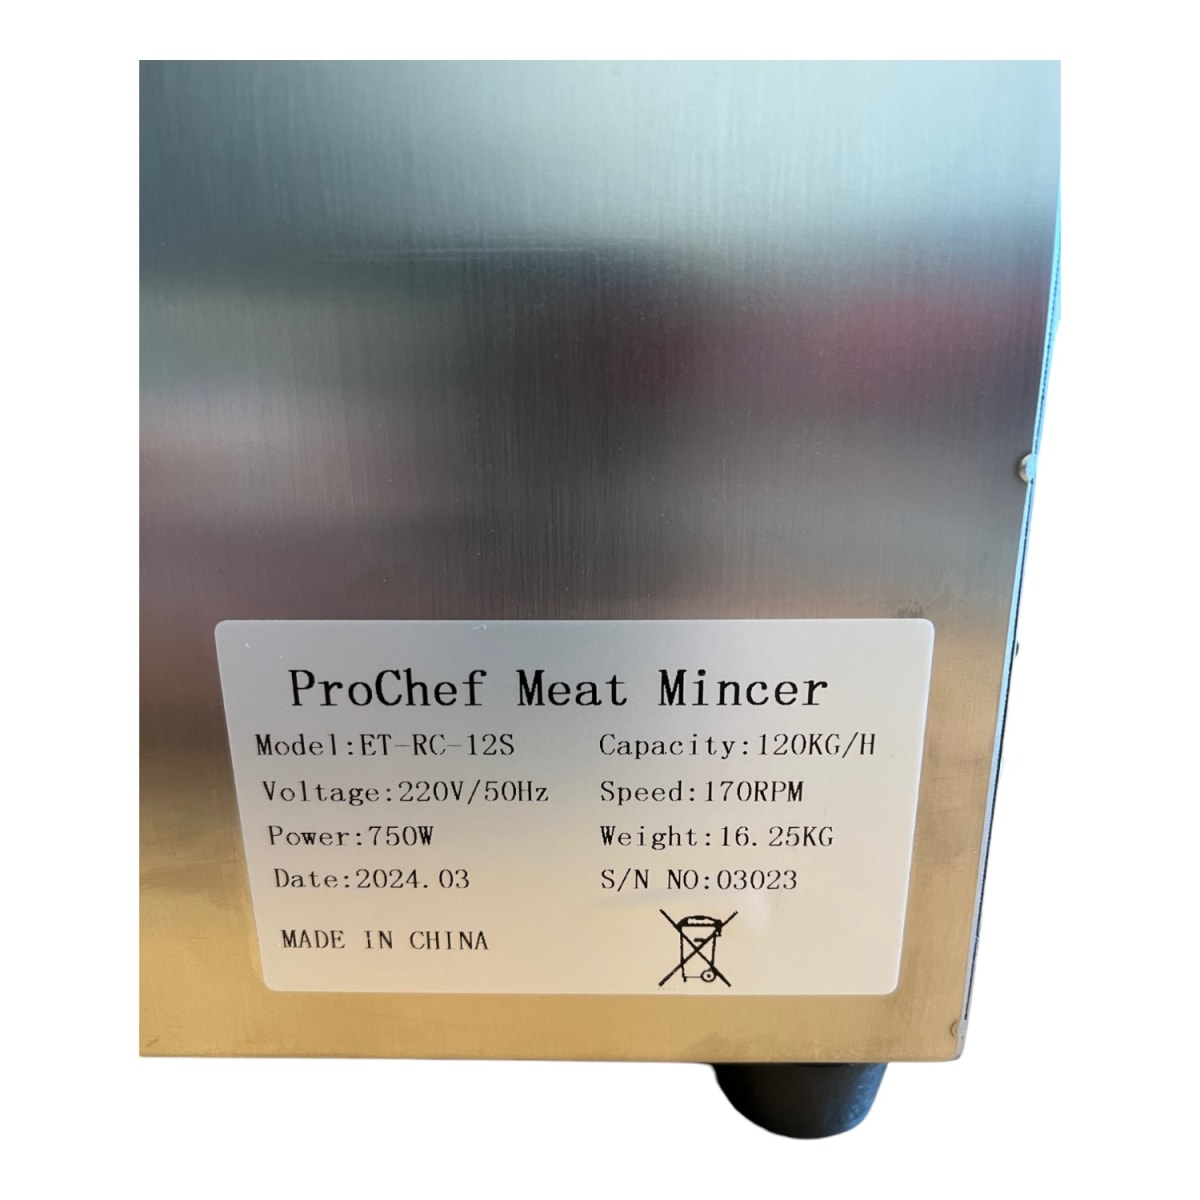 ProChef Meat Mincer
Model:ET-RC-12S Capacity:120KG/H
Voltage:220V/50Hz Speed:170RPM
Power:750W Weight:16.25KG
Date:2024.03 S/N NO:03023
MADE IN CHINA